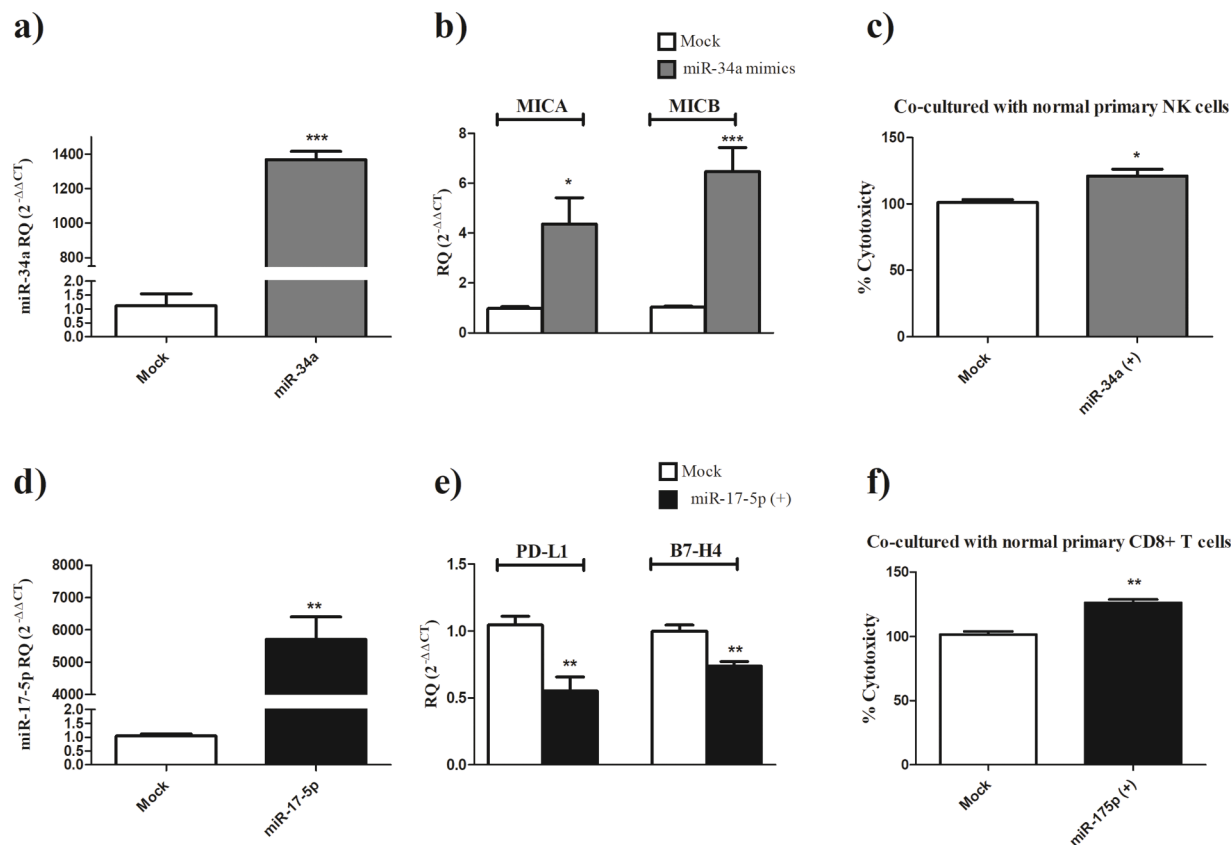 a)
miR-34a RQ (2^-ΔΔCT)
1400
1200
1000
800
2.0
1.5
1.0
0.5
0.0
***
Mock
miR-34a
b)
Mock
miR-34a mimics
MICA
MICB
RQ (2^-ΔΔCT)
8
6
4
2
0
*
***
c)
Co-cultured with normal primary NK cells
% Cytotoxicty
150
100
50
0
*
Mock
miR-34a (+)
d)
miR-17-5p RQ (2^-ΔΔCT)
8000
7000
6000
5000
4000
2.0
1.5
1.0
0.5
0.0
**
Mock
miR-17-5p
e)
Mock
miR-17-5p (+)
PD-L1
B7-H4
RQ (2^-ΔΔCT)
1.5
1.0
0.5
0.0
**
**
f)
Co-cultured with normal primary CD8+ T cells
% Cytotoxicty
150
100
50
0
**
Mock
miR-175p (+)